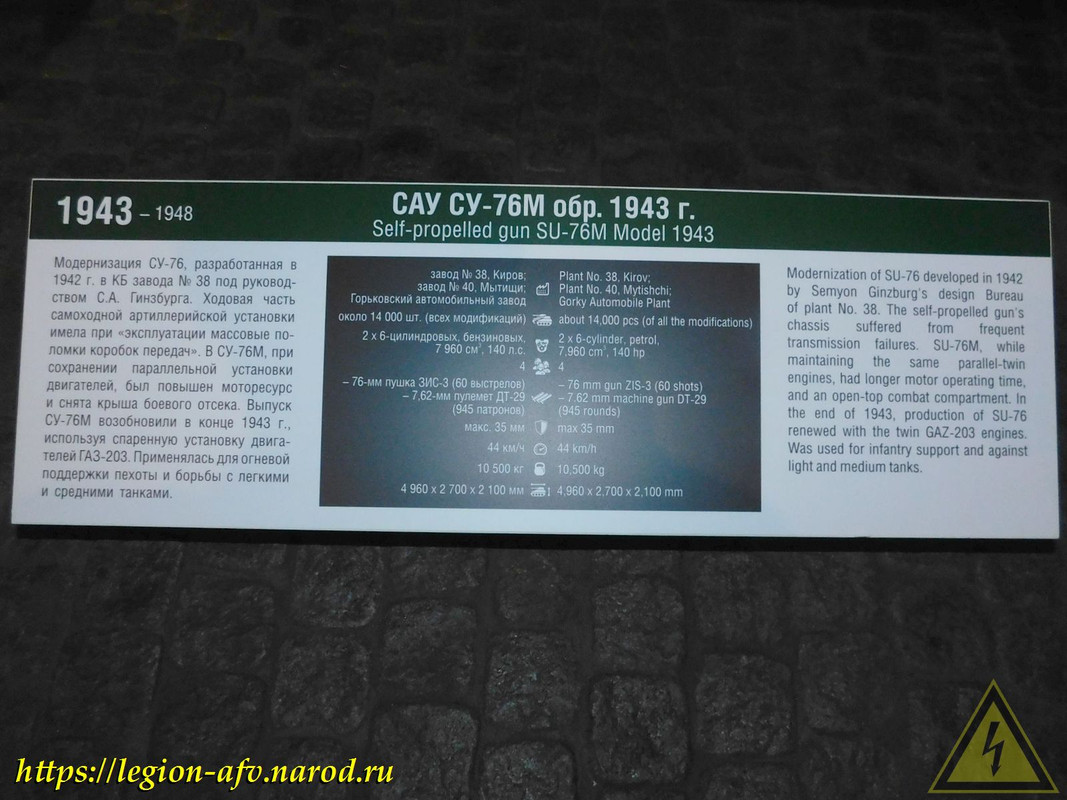 1943 – 1948
САУ СУ-76М обр. 1943 г.
Self-propelled gun SU-76M Model 1943
Модернизация СУ-76, разработанная в
1942 г. в КБ завода № 38 под руковод-
ством С.А. Гинзбурга. Ходовая часть
самоходной артиллерийской установки
имела при «эксплуатации массовые по-
ломки коробок передач». В СУ-76М, при
сохранении параллельной установки
двигателей, был повышен моторесурс
и снята крыша боевого отсека. Выпуск
СУ-76М возобновили в конце 1943 г.,
используя спаренную установку двига-
телей ГАЗ-203. Применялась для огневой
поддержки пехоты и борьбы с легкими
и средними танками.
завод № 38, Киров;
завод № 40, Мытищи;
Горьковский автомобильный завод
около 14 000 шт. (всех модификаций)
2 х 6-цилиндровых, бензиновых,
7 960 см³, 140 л.с.
4
– 76-мм пушка ЗИС-3 (60 выстрелов)
– 7,62-мм пулемет ДТ-29
(945 патронов)
макс. 35 мм
44 км/ч
10 500 кг
4 960 х 2 700 х 2 100 мм
Plant No. 38, Kirov;
Plant No. 40, Mytishchi;
Gorky Automobile Plant
about 14,000 pcs (of all the modifications)
2 x 6-cylinder, petrol,
7,960 cm³, 140 hp
4
– 76 mm gun ZIS-3 (60 shots)
– 7.62 mm machine gun DT-29
(945 rounds)
max 35 mm
44 km/h
10,500 kg
4,960 x 2,700 x 2,100 mm
Modernization of SU-76 developed in 1942
by Semyon Ginzburg's design Bureau
of plant No. 38. The self-propelled gun's
chassis suffered from frequent
transmission failures. SU-76M, while
maintaining the same parallel-twin
engines, had longer motor operating time,
and an open-top combat compartment. In
the end of 1943, production of SU-76
renewed with the twin GAZ-203 engines.
Was used for infantry support and against
light and medium tanks.
https://legion-afv.narod.ru